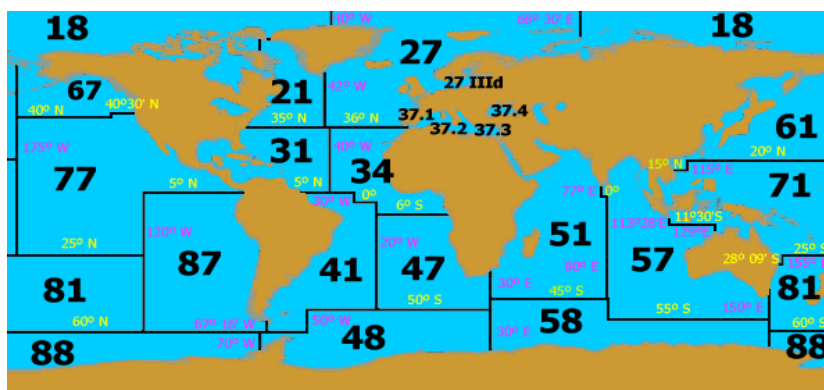 18
40º W
68º 30' E
18
27
67
21
42º W
27 IIId
40º N
40º30' N
37.1
37.4
35º N
36º N
37.2
37.3
61
175º W
31
40º W
34
15º N
20º N
115º E
77
5º N
5º N
0º
30º W
77º E
0º
71
6º S
11º30'S
113º28'E
129ºE
120º W
87
41
20º W
47
51
57
25º N
80º E
28º 09' S
25º S
81
30º E
45º S
150º E
81
50º S
60º N
67º 16' W
50º W
48
30º E
58
55º S
60º S
88
70º W
88